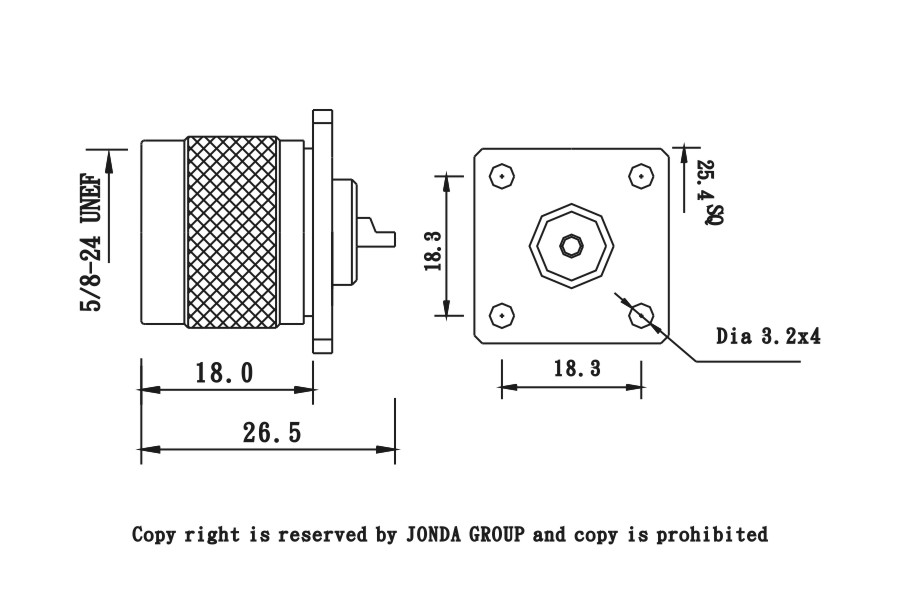 5/8-24 UNEF
18.0
26.5
18.3
18.3
25.4 SQ
Dia 3.2x4
Copy right is reserved by JONDA GROUP and copy is prohibited